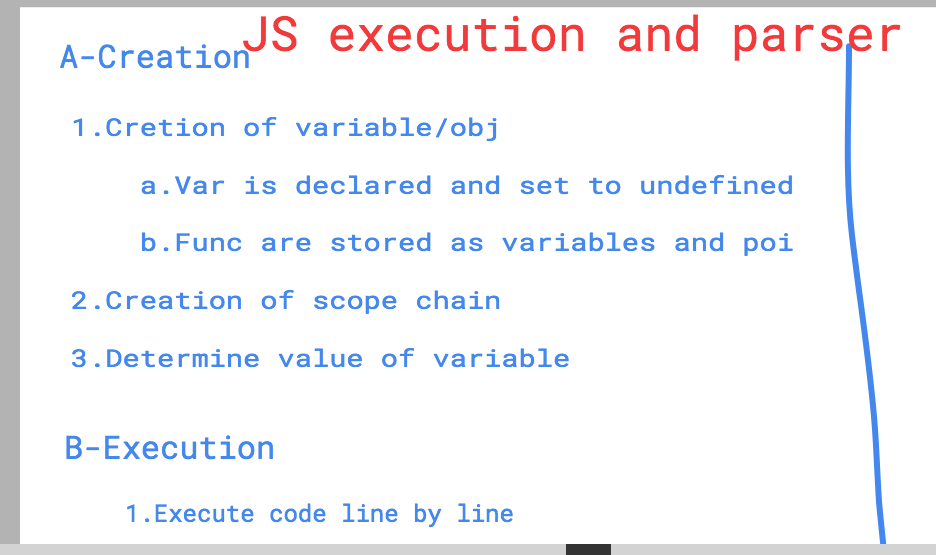 JS execution and parser
A-Creation
1.Cretion of variable/obj
a.Var is declared and set to undefined
b.Func are stored as variables and poi
2.Creation of scope chain
3.Determine value of variable
B-Execution
1.Execute code line by line